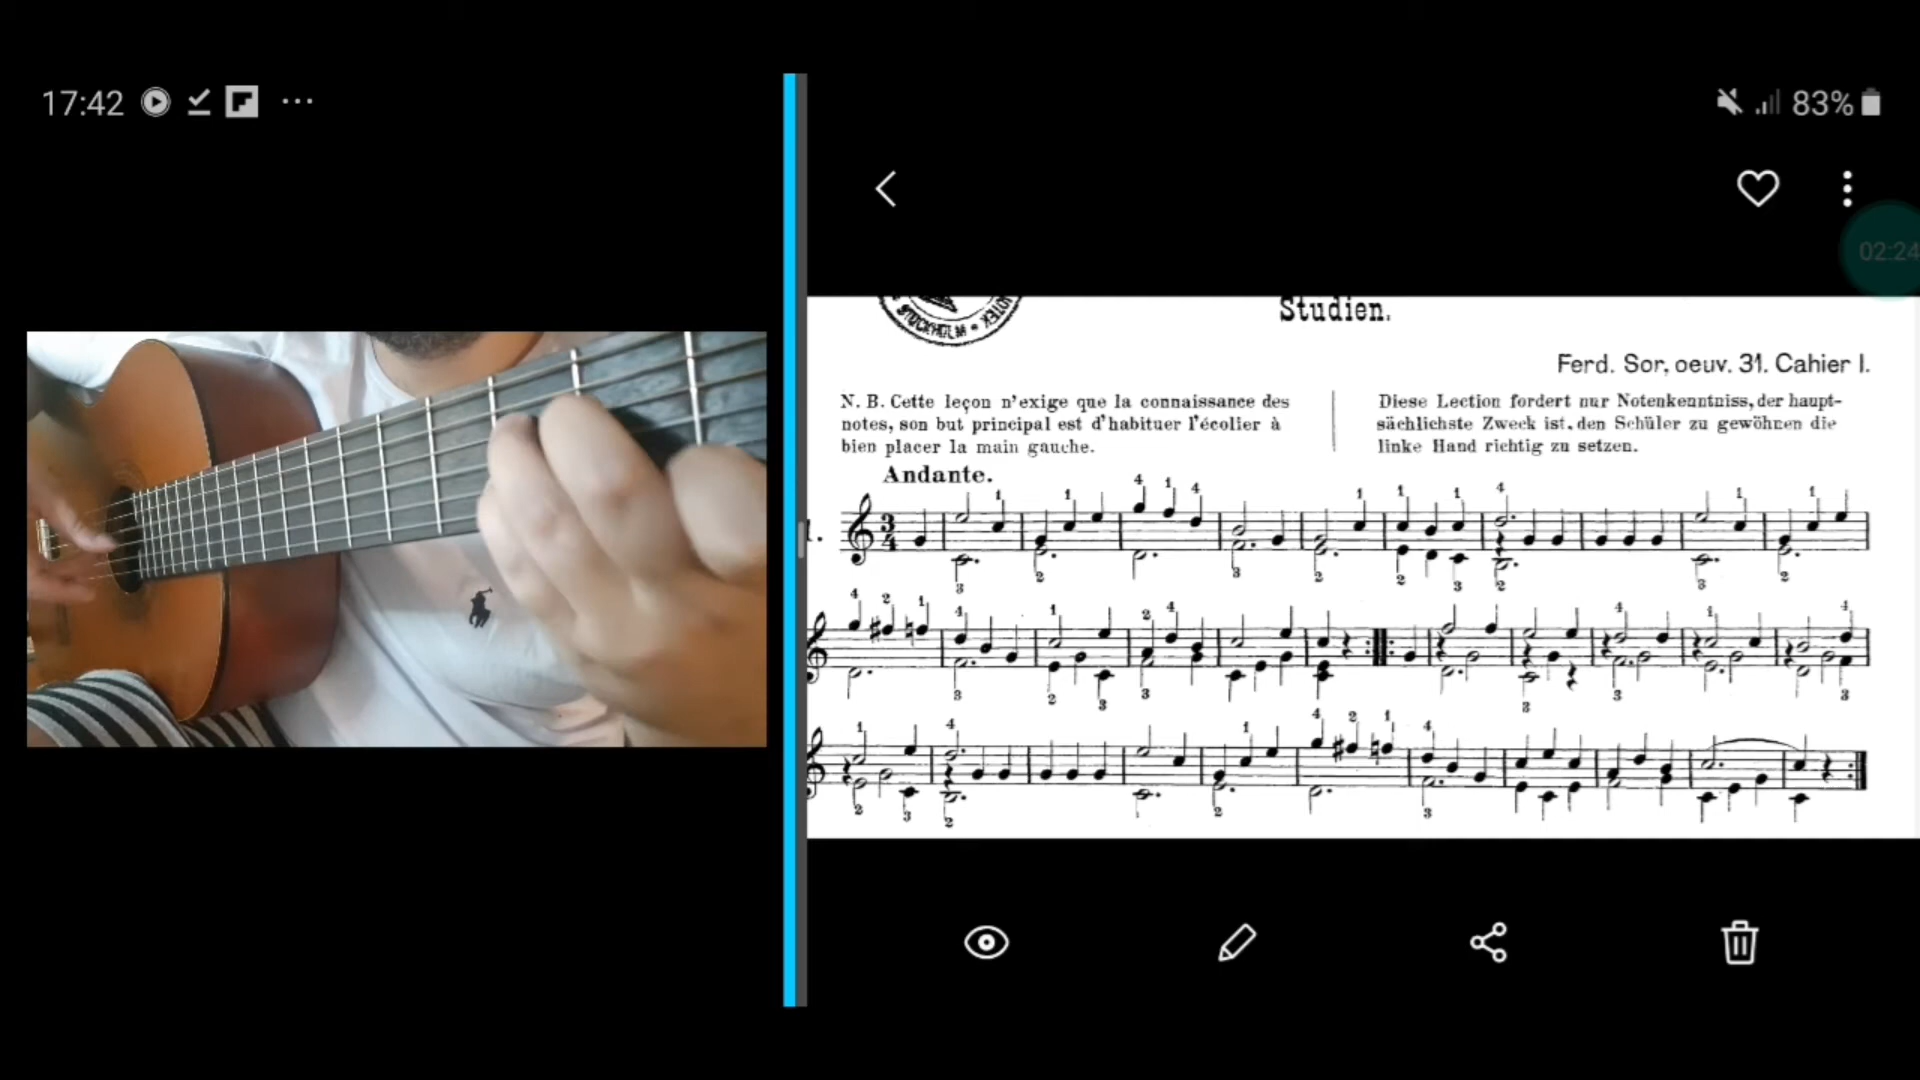 17:42
83%
02:24
STOCKHOLM
Studien.
Ferd. Sor, oeuv. 31. Cahier I.
N. B. Cette leçon n'exige que la connaissance des
notes, son but principal est d'habituer l'écolier à
bien placer la main gauche.
Diese Lection fordert nur Notenkenntniss, der haupt-
sächlichste Zweck ist, den Schüler zu gewöhnen die
linke Hand richtig zu setzen.
Andante.